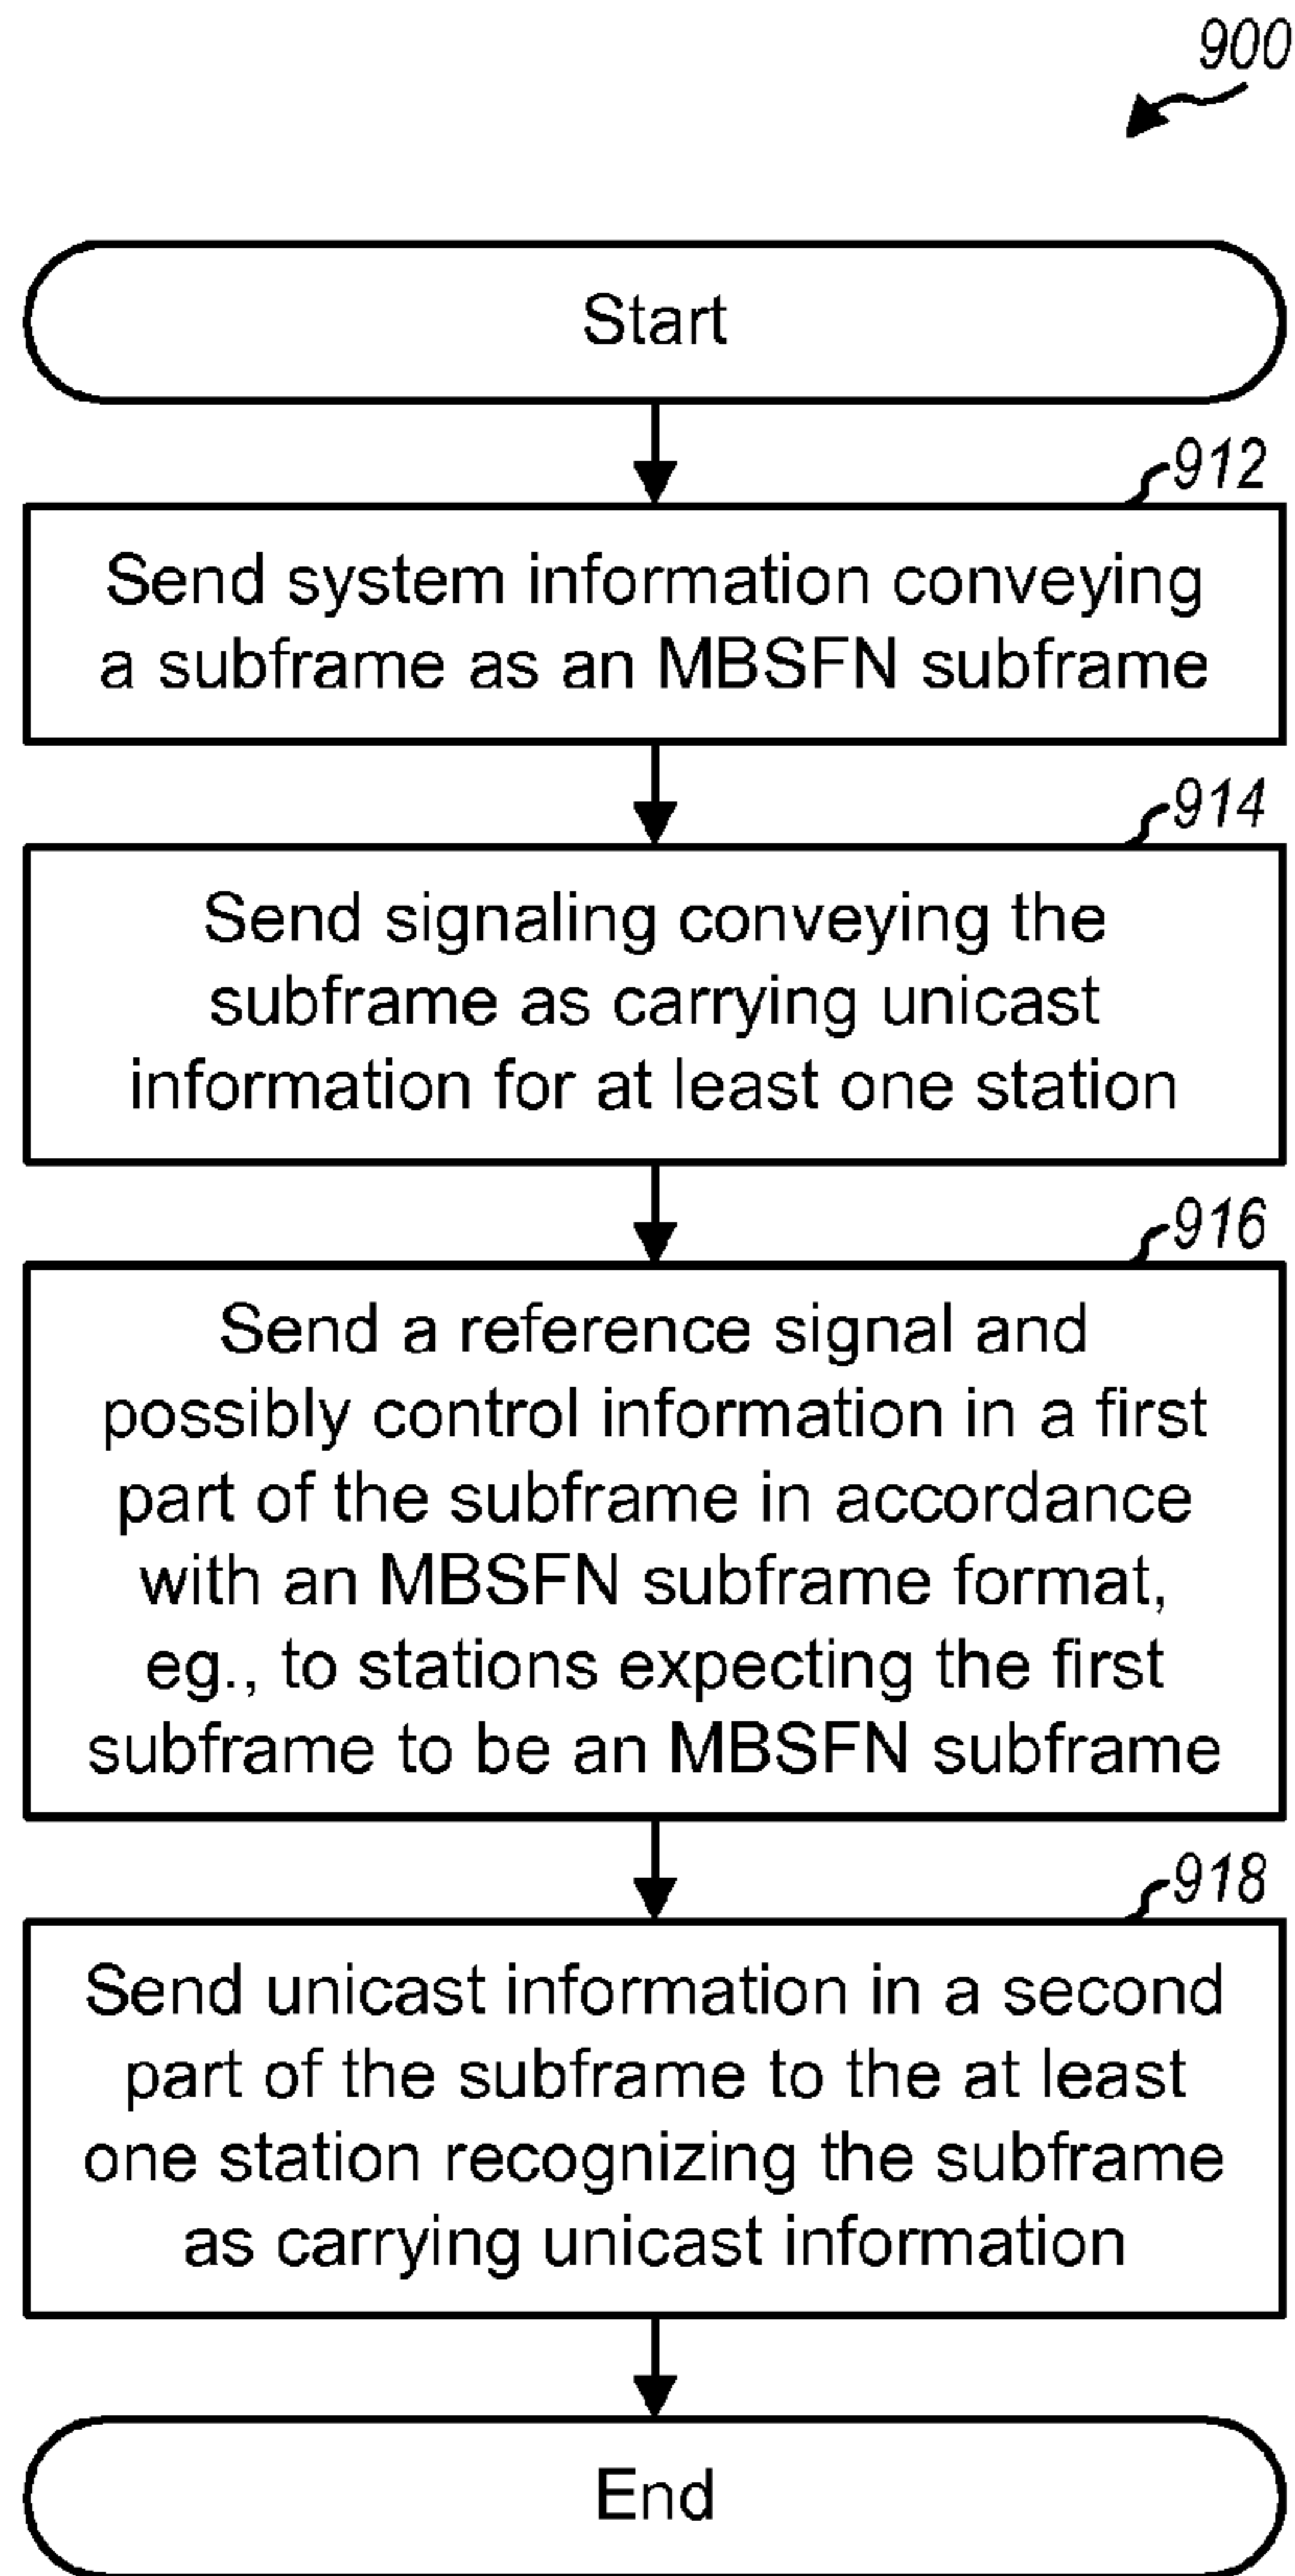 900
Start
912
Send system information conveying
a subframe as an MBSFN subframe
914
Send signaling conveying the
subframe as carrying unicast
information for at least one station
916
Send a reference signal and
possibly control information in a first
part of the subframe in accordance
with an MBSFN subframe format,
eg., to stations expecting the first
subframe to be an MBSFN subframe
918
Send unicast information in a second
part of the subframe to the at least
one station recognizing the subframe
as carrying unicast information
End